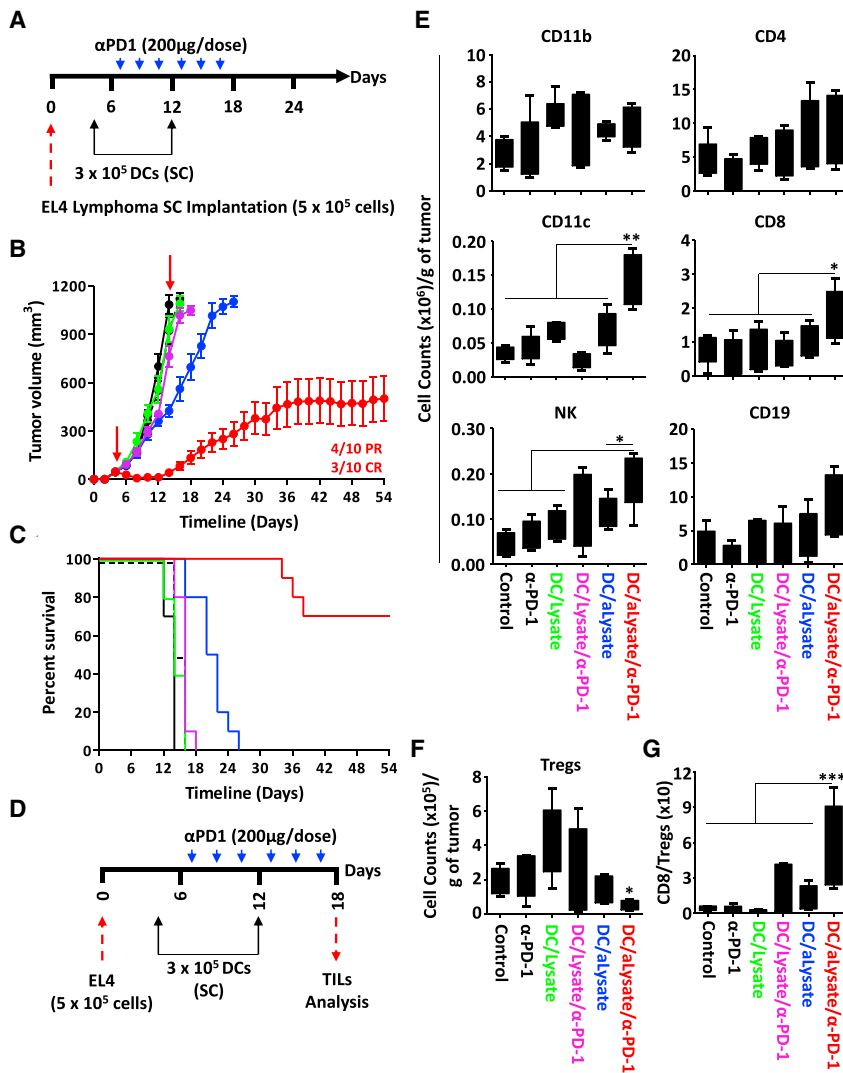 A
αPD1 (200μg/dose)
Days
0 6 12 18 24
3 x 10⁵ DCs (SC)
EL4 Lymphoma SC Implantation (5 x 10⁵ cells)
B
Tumor volume (mm³)
1200
900
600
300
0
4/10 PR
3/10 CR
0 6 12 18 24 30 36 42 48 54
Timeline (Days)
C
Percent survival
100
80
60
40
20
0
0 6 12 18 24 30 36 42 48 54
Timeline (Days)
D
αPD1 (200μg/dose)
Days
0 6 12 18
3 x 10⁵ DCs
(SC)
EL4
(5 x 10⁵ cells)
TILs
Analysis
E
Cell Counts (x10⁶)/g of tumor
CD11b
10
8
6
4
2
0
CD4
20
15
10
5
0
CD11c
**
0.20
0.15
0.10
0.05
0.00
CD8
*
4
3
2
1
0
NK
*
0.30
0.20
0.10
0.00
CD19
20
15
10
5
0
Control
α-PD-1
DC/Lysate
DC/Lysate/α-PD-1
DC/aLysate
DC/aLysate/α-PD-1
Control
α-PD-1
DC/Lysate
DC/Lysate/α-PD-1
DC/aLysate
DC/aLysate/α-PD-1
F
Tregs
Cell Counts (x10⁵)/
g of tumor
8
6
4
2
0
*
Control
α-PD-1
DC/Lysate
DC/Lysate/α-PD-1
DC/aLysate
DC/aLysate/α-PD-1
G
CD8/Tregs (x10)
12
9
6
3
0
***
Control
α-PD-1
DC/Lysate
DC/Lysate/α-PD-1
DC/aLysate
DC/aLysate/α-PD-1